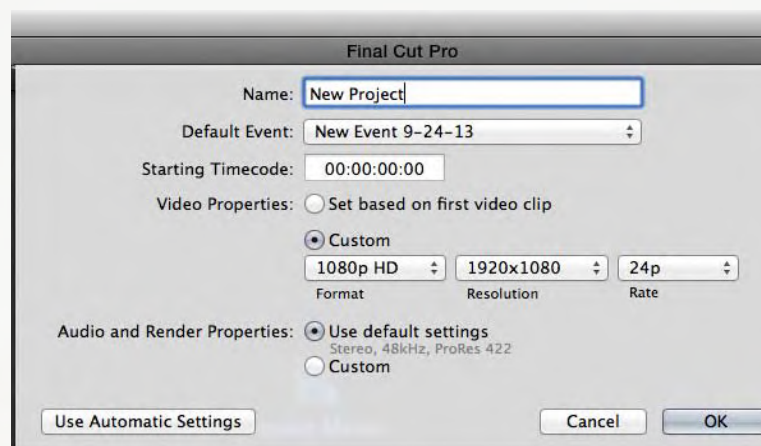 Final Cut Pro
Name: New Project
Default Event: New Event 9-24-13
Starting Timecode: 00:00:00:00
Video Properties: Set based on first video clip
Custom
1080p HD 1920x1080 24p
Format Resolution Rate
Audio and Render Properties: Use default settings
Stereo, 48kHz, ProRes 422
Custom
Use Automatic Settings Cancel OK